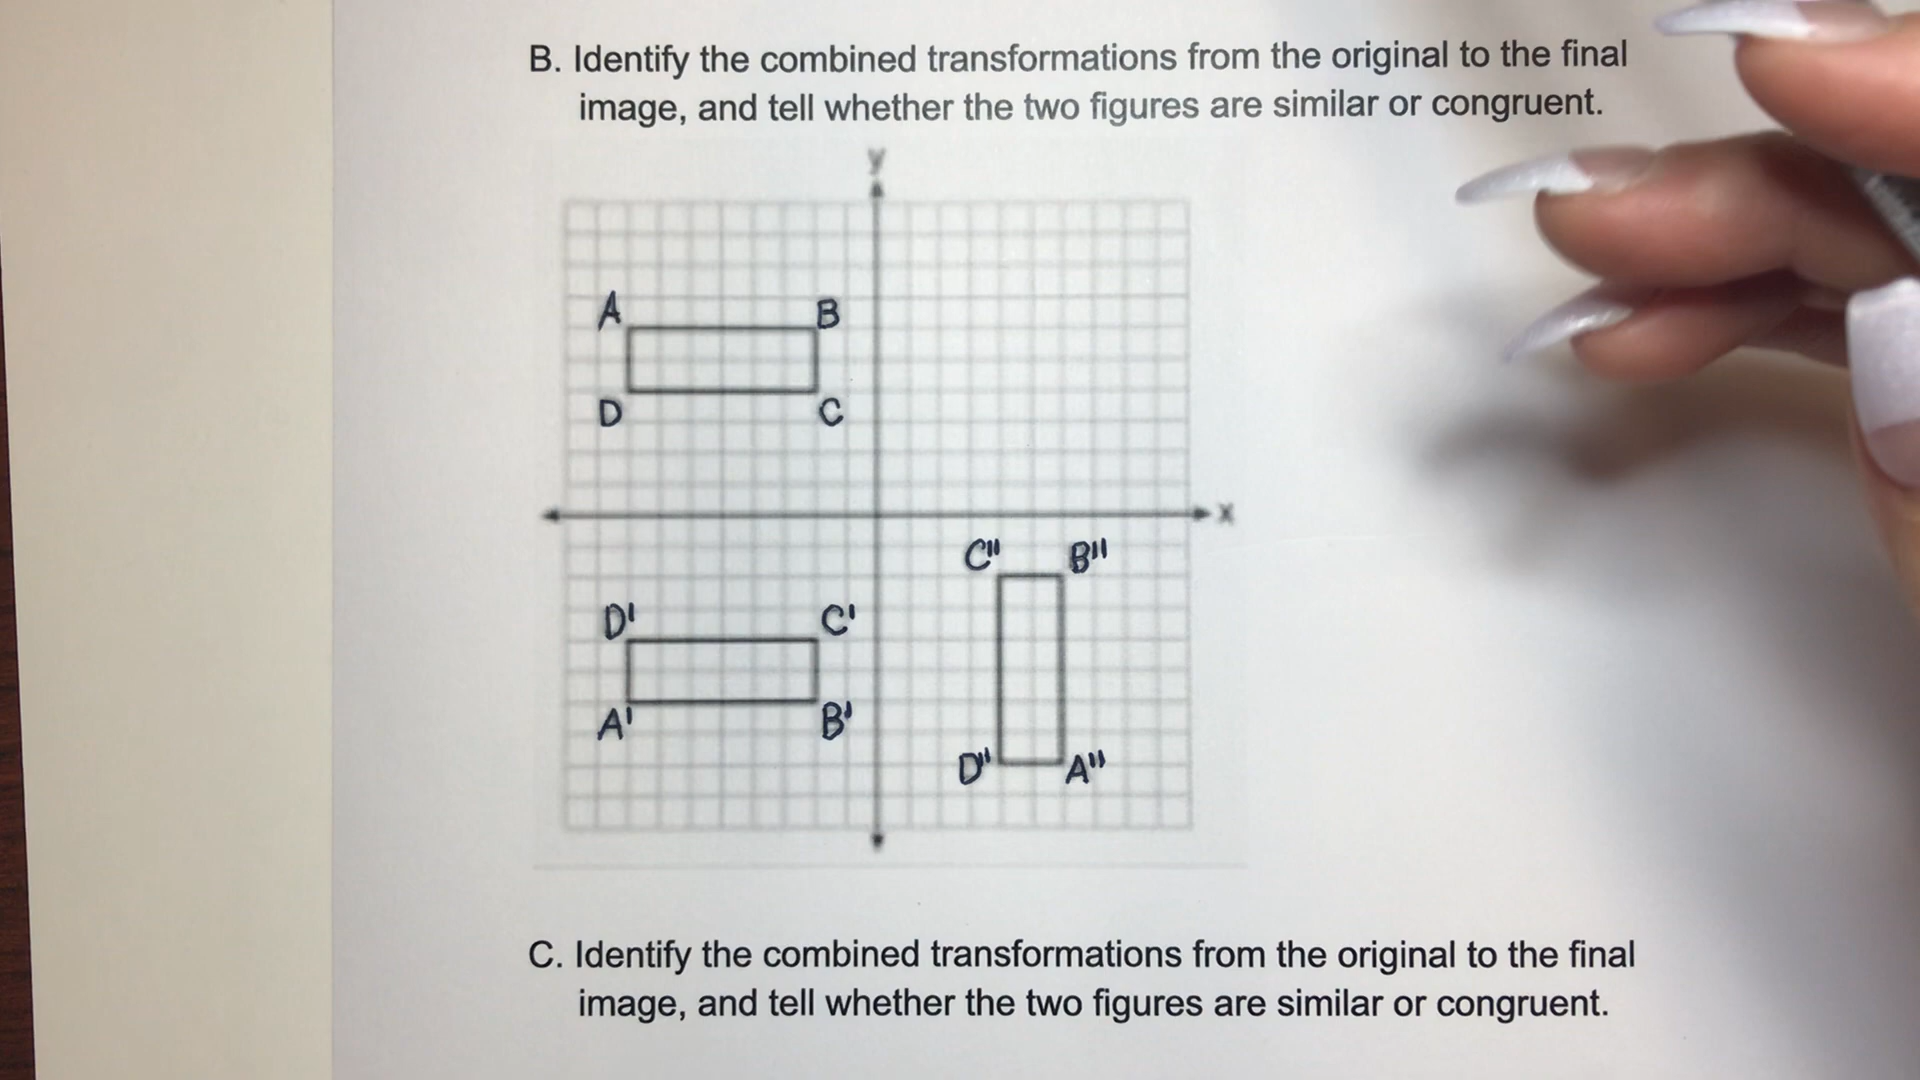 B. Identify the combined transformations from the original to the final
image, and tell whether the two figures are similar or congruent.
y
A B
D C
x
C" B"
D' C'
A' B'
D" A"
C. Identify the combined transformations from the original to the final
image, and tell whether the two figures are similar or congruent.